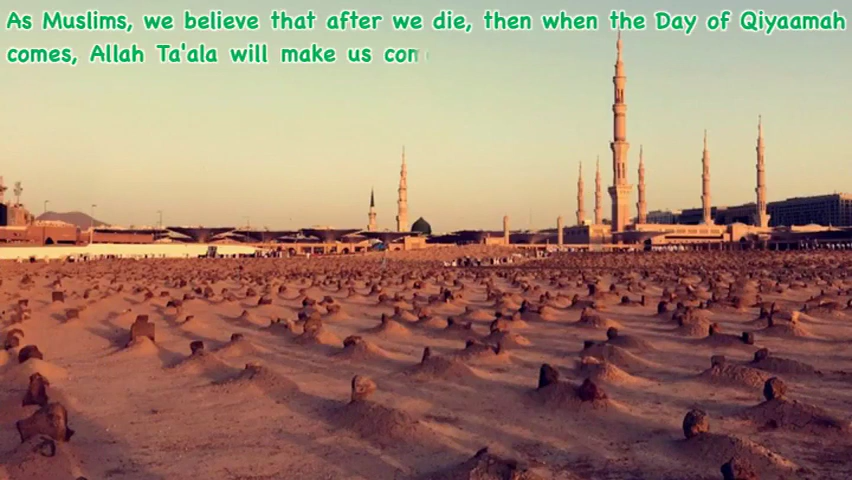 As Muslims, we believe that after we die, then when the Day of Qiyaamah
comes, Allah Ta'ala will make us